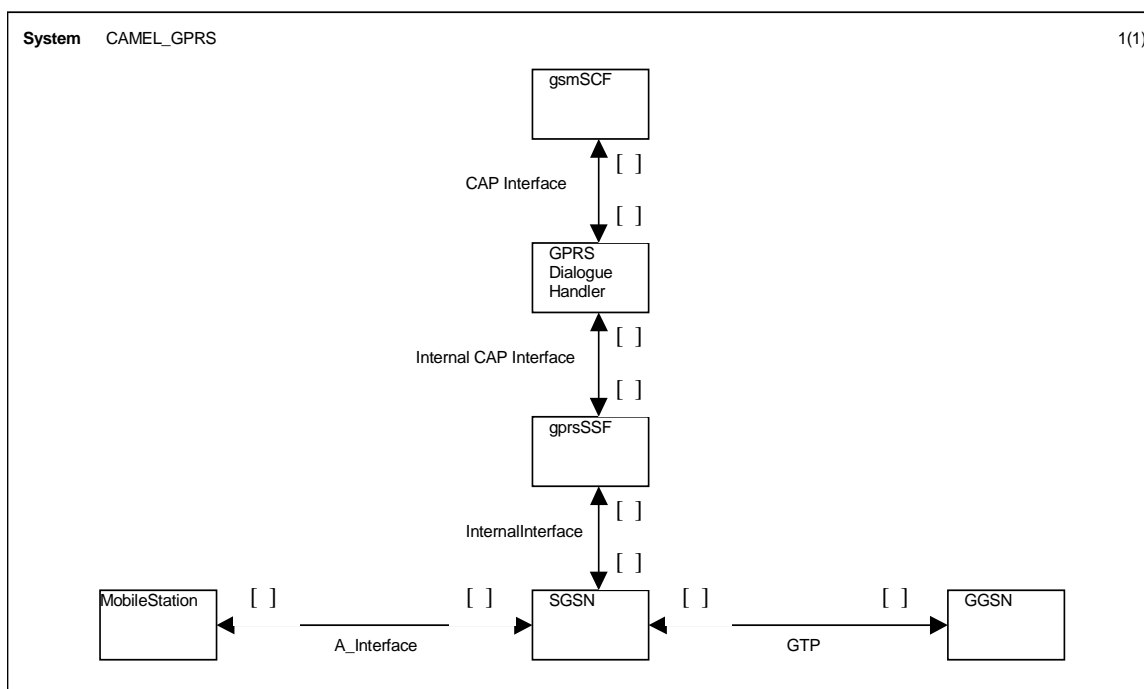 System CAMEL_GPRS 1(1)
gsmSCF
[ ]
CAP Interface
[ ]
GPRS
Dialogue
Handler
[ ]
Internal CAP Interface
[ ]
gprsSSF
[ ]
InternalInterface
[ ]
MobileStation [ ] [ ] SGSN [ ] [ ] GGSN
A_Interface GTP